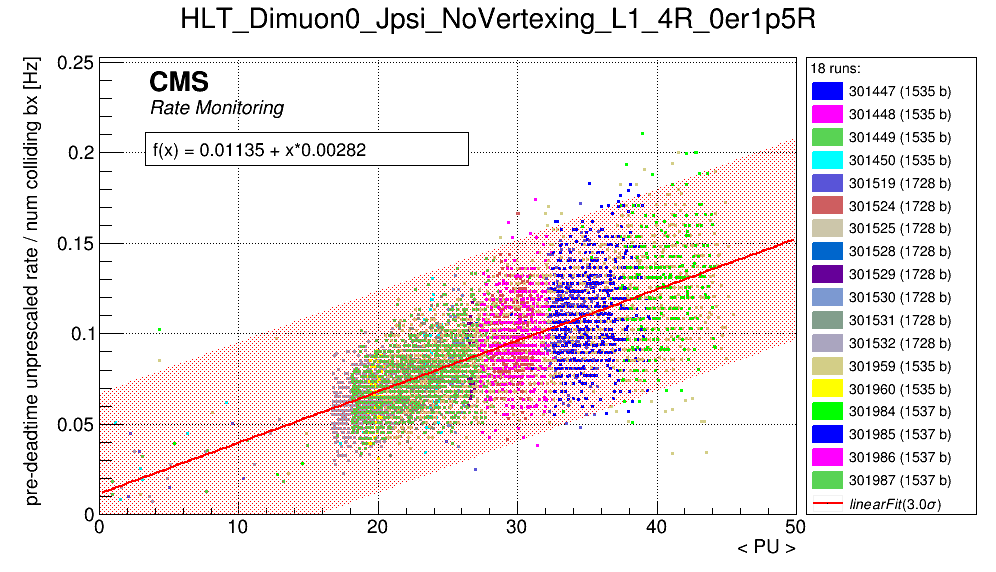 HLT_Dimuon0_Jpsi_NoVertexing_L1_4R_0er1p5R
pre-deadtime unprescaled rate / num colliding bx [Hz]
CMS
Rate Monitoring
f(x) = 0.01135 + x*0.00282
0.25
0.2
0.15
0.1
0.05
0
0 10 20 30 40 50
< PU >
18 runs:
301447 (1535 b)
301448 (1535 b)
301449 (1535 b)
301450 (1535 b)
301519 (1728 b)
301524 (1728 b)
301525 (1728 b)
301528 (1728 b)
301529 (1728 b)
301530 (1728 b)
301531 (1728 b)
301532 (1728 b)
301959 (1535 b)
301960 (1535 b)
301984 (1537 b)
301985 (1537 b)
301986 (1537 b)
301987 (1537 b)
linearFit(3.0σ)